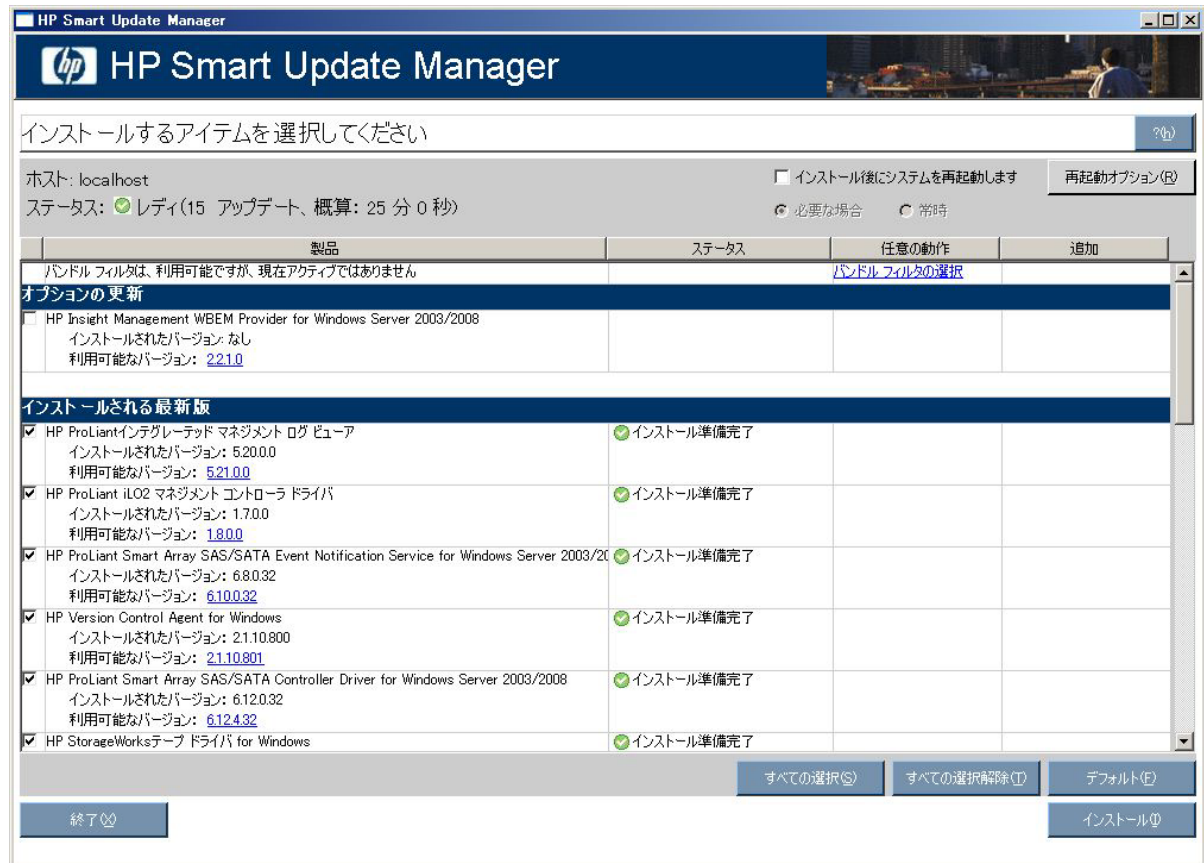 HP Smart Update Manager
hp HP Smart Update Manager
インストールするアイテムを選択してください
?(h)
ホスト: localhost
インストール後にシステムを再起動します
再起動オプション(R)
ステータス: レディ(15 アップデート、概算: 25 分 0 秒)
必要な場合 常時
製品 ステータス 任意の動作 追加
バンドル フィルタは、利用可能ですが、現在アクティブではありません バンドル フィルタの選択
オプションの更新
HP Insight Management WBEM Provider for Windows Server 2003/2008
インストールされたバージョン: なし
利用可能なバージョン: 2.2.1.0
インストールされる最新版
HP ProLiantインテグレーテッド マネジメント ログ ビューア インストール準備完了
インストールされたバージョン: 5.20.0.0
利用可能なバージョン: 5.21.0.0
HP ProLiant iLO2 マネジメント コントローラ ドライバ インストール準備完了
インストールされたバージョン: 1.7.0.0
利用可能なバージョン: 1.8.0.0
HP ProLiant Smart Array SAS/SATA Event Notification Service for Windows Server 2003/20 インストール準備完了
インストールされたバージョン: 6.8.0.32
利用可能なバージョン: 6.10.0.32
HP Version Control Agent for Windows インストール準備完了
インストールされたバージョン: 2.1.10.800
利用可能なバージョン: 2.1.10.801
HP ProLiant Smart Array SAS/SATA Controller Driver for Windows Server 2003/2008 インストール準備完了
インストールされたバージョン: 6.12.0.32
利用可能なバージョン: 6.12.4.32
HP StorageWorksテープ ドライバ for Windows インストール準備完了
すべての選択(S) すべての選択解除(T) デフォルト(F)
終了(X) インストール(I)